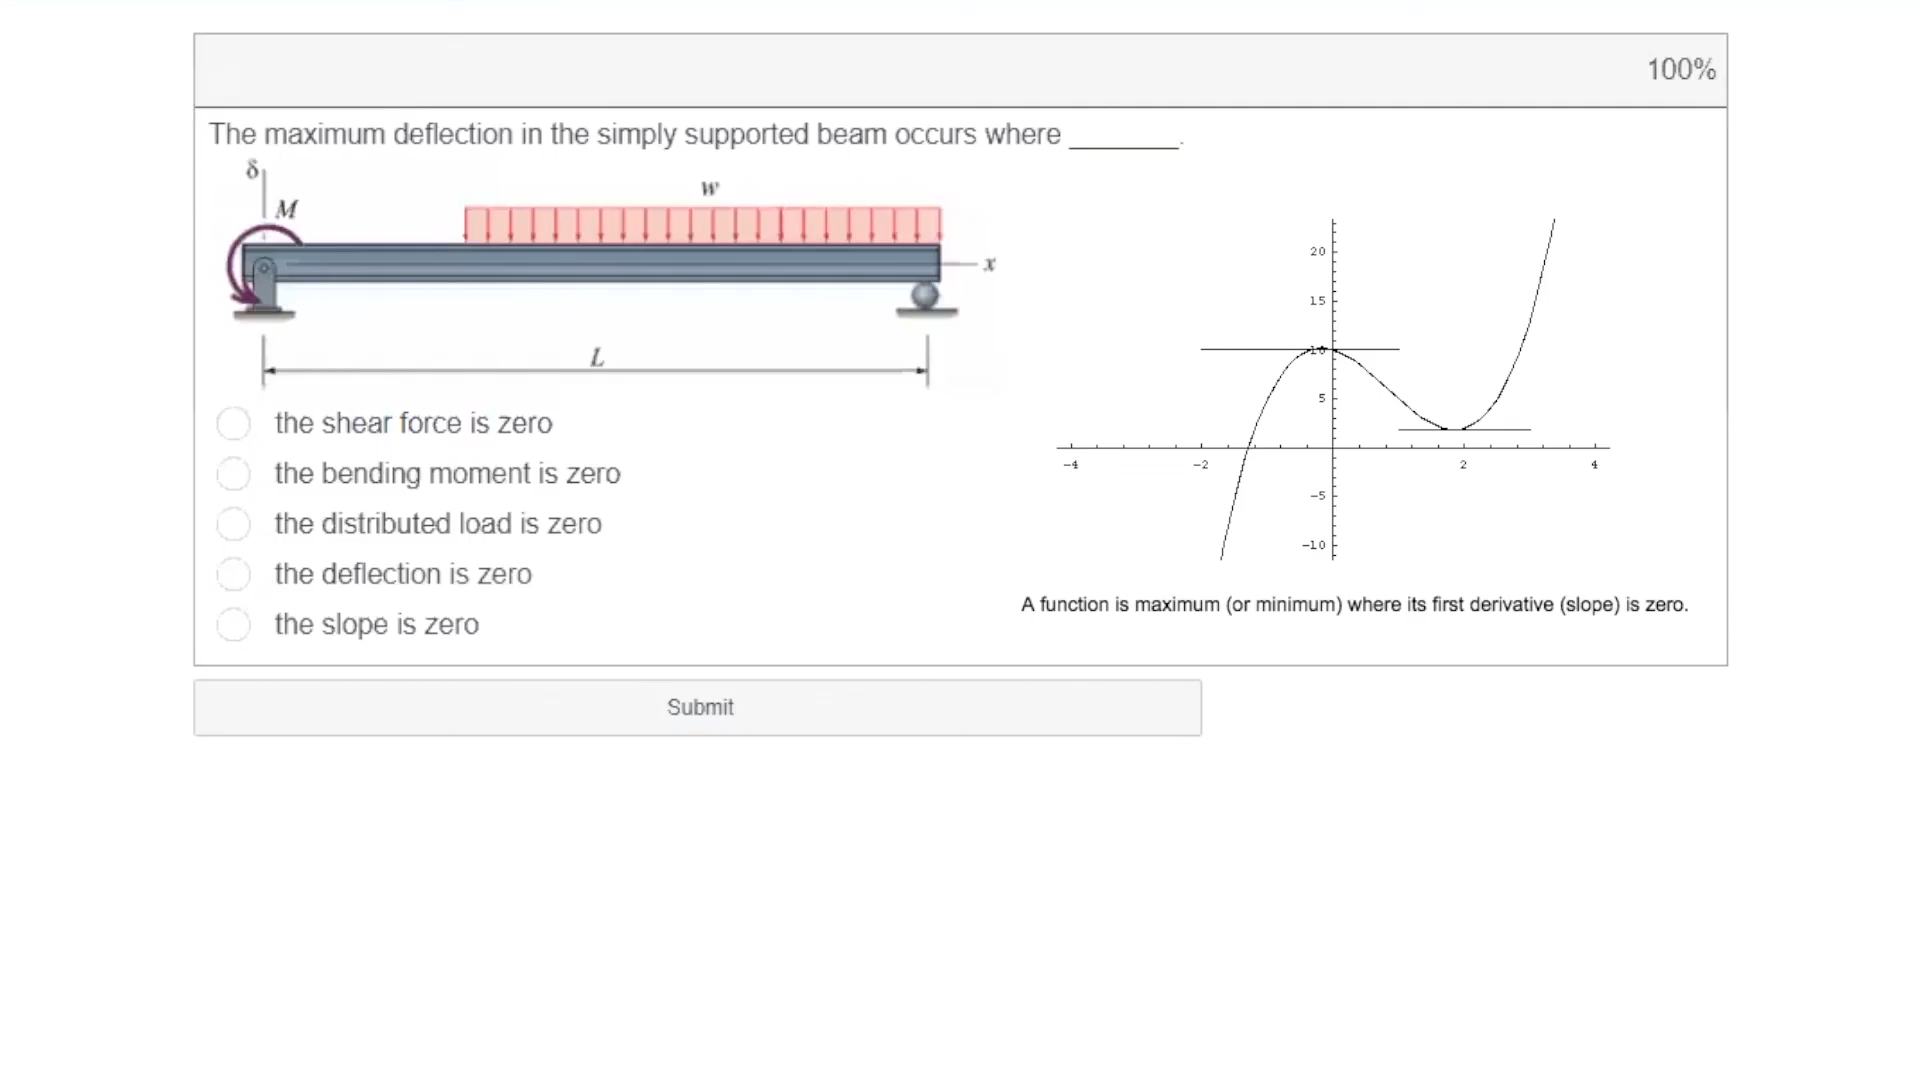 100%
The maximum deflection in the simply supported beam occurs where ________.
δ
M
w
x
L
the shear force is zero
the bending moment is zero
the distributed load is zero
the deflection is zero
the slope is zero
20
15
10
5
-4
-2
2
4
-5
-10
A function is maximum (or minimum) where its first derivative (slope) is zero.
Submit